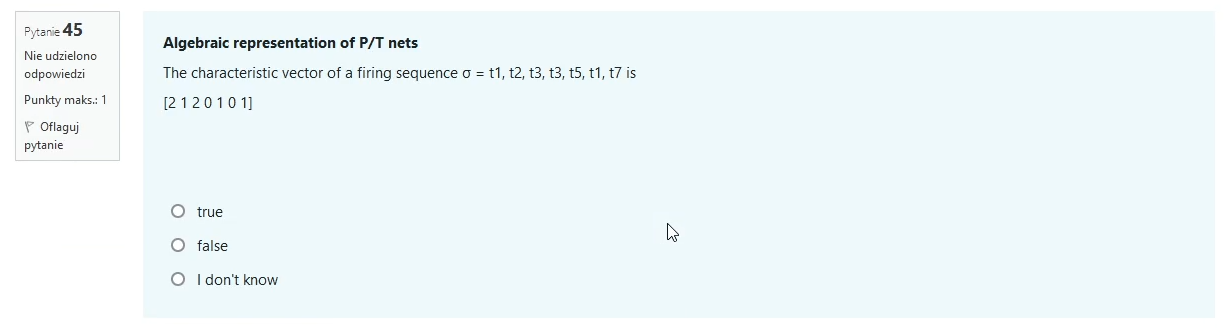 Pytanie 45
Nie udzielono
odpowiedzi
Punkty maks.: 1
Oflaguj
pytanie
Algebraic representation of P/T nets
The characteristic vector of a firing sequence σ = t1, t2, t3, t3, t5, t1, t7 is
[2 1 2 0 1 0 1]
true
false
I don't know